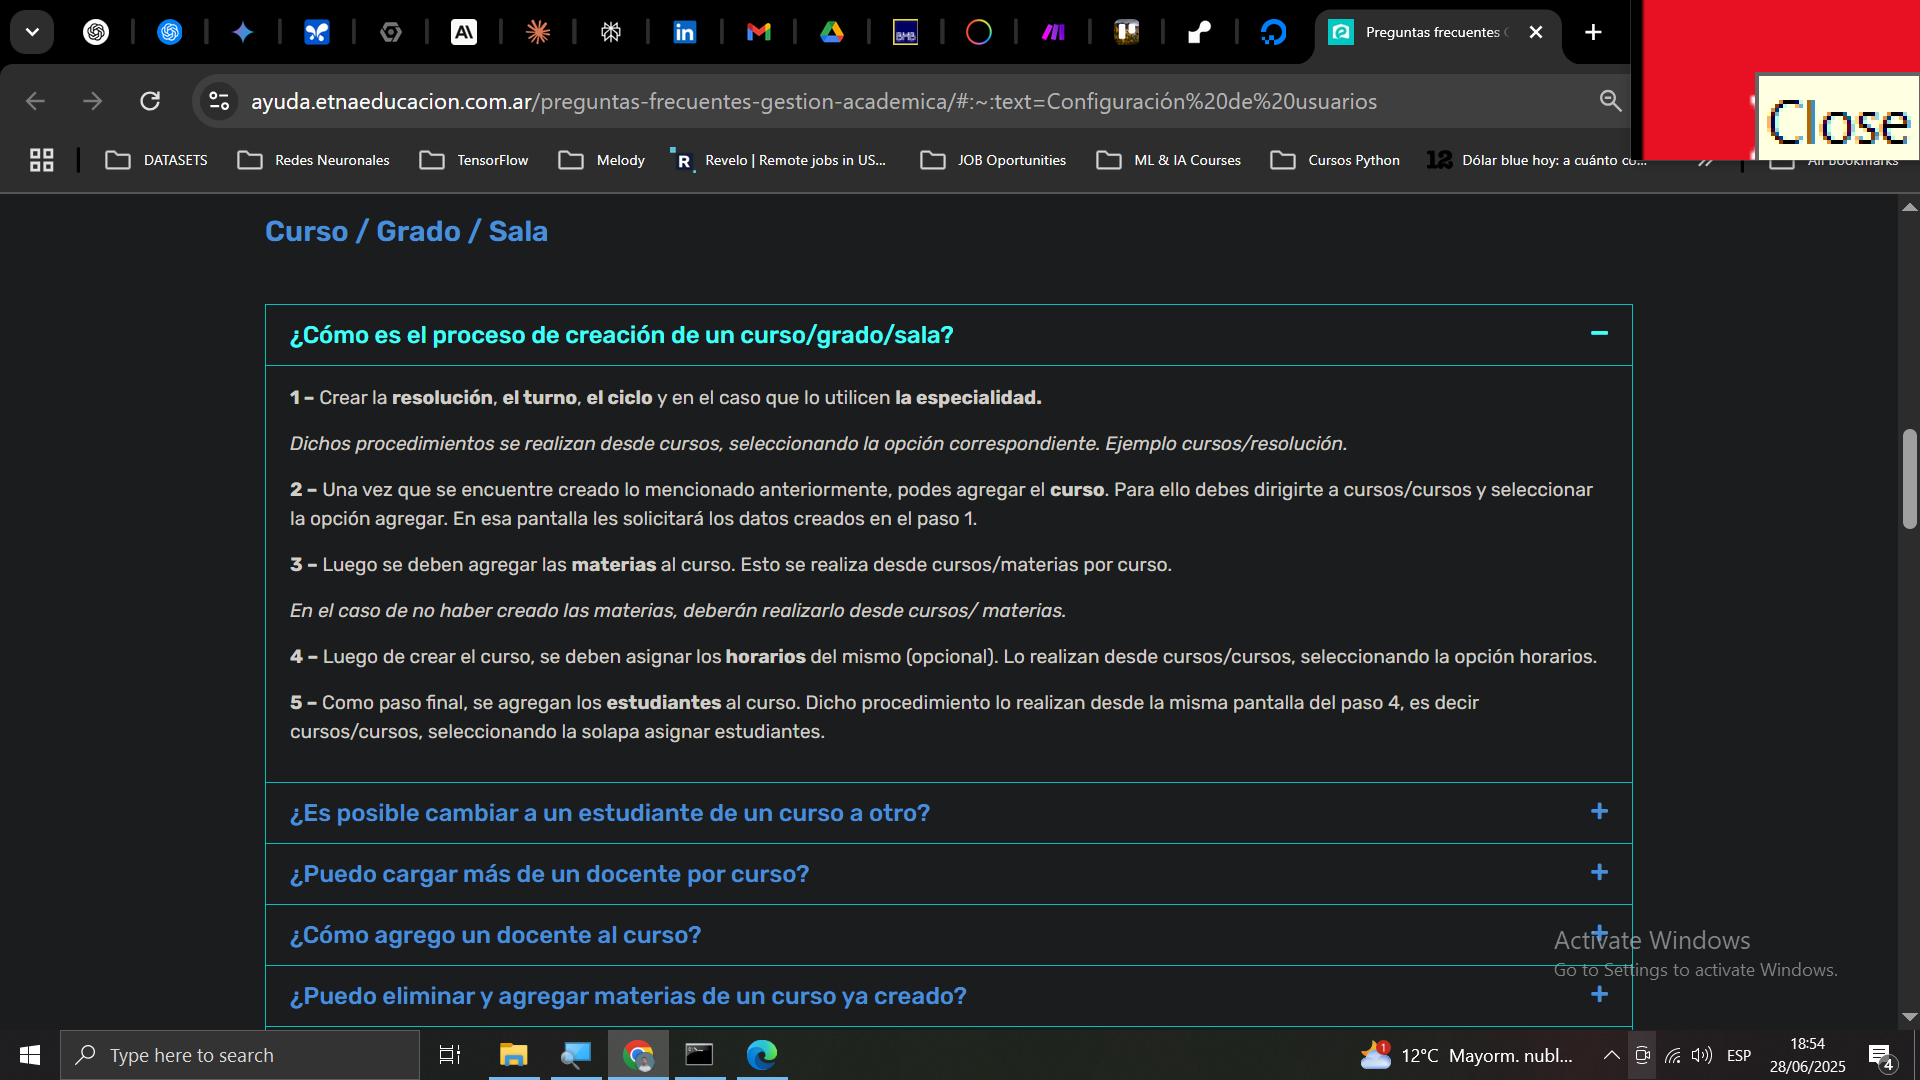 Preguntas frecuentes
Close
ayuda.etnaeducacion.com.ar/preguntas-frecuentes-gestion-academica/#:~:text=Configuración%20de%20usuarios
DATASETS
Redes Neuronales
TensorFlow
Melody
Revelo | Remote jobs in US...
JOB Oportunities
ML & IA Courses
Cursos Python
Dólar blue hoy: a cuánto co...
All Bookmarks
Curso / Grado / Sala
¿Cómo es el proceso de creación de un curso/grado/sala?
1 – Crear la resolución, el turno, el ciclo y en el caso que lo utilicen la especialidad.
Dichos procedimientos se realizan desde cursos, seleccionando la opción correspondiente. Ejemplo cursos/resolución.
2 – Una vez que se encuentre creado lo mencionado anteriormente, podes agregar el curso. Para ello debes dirigirte a cursos/cursos y seleccionar
la opción agregar. En esa pantalla les solicitará los datos creados en el paso 1.
3 – Luego se deben agregar las materias al curso. Esto se realiza desde cursos/materias por curso.
En el caso de no haber creado las materias, deberán realizarlo desde cursos/ materias.
4 – Luego de crear el curso, se deben asignar los horarios del mismo (opcional). Lo realizan desde cursos/cursos, seleccionando la opción horarios.
5 – Como paso final, se agregan los estudiantes al curso. Dicho procedimiento lo realizan desde la misma pantalla del paso 4, es decir
cursos/cursos, seleccionando la solapa asignar estudiantes.
¿Es posible cambiar a un estudiante de un curso a otro?
¿Puedo cargar más de un docente por curso?
¿Cómo agrego un docente al curso?
¿Puedo eliminar y agregar materias de un curso ya creado?
Activate Windows
Go to Settings to activate Windows.
Type here to search
1
12°C Mayorm. nubl...
ESP
18:54
28/06/2025
4